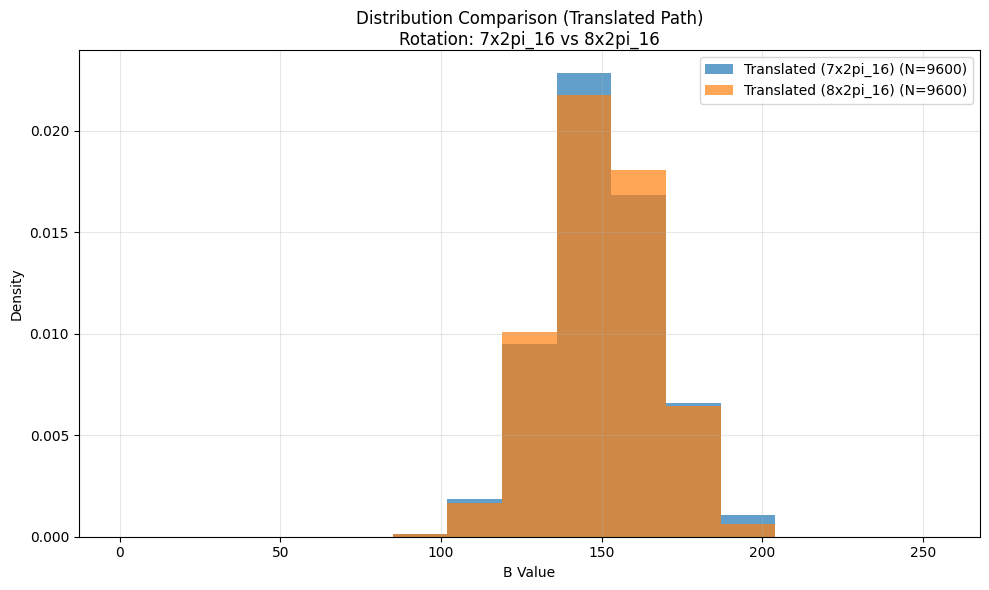 Distribution Comparison (Translated Path)
Rotation: 7x2pi_16 vs 8x2pi_16
Translated (7x2pi_16) (N=9600)
Translated (8x2pi_16) (N=9600)
Density
0.020
0.015
0.010
0.005
0.000
0 50 100 150 200 250
B Value